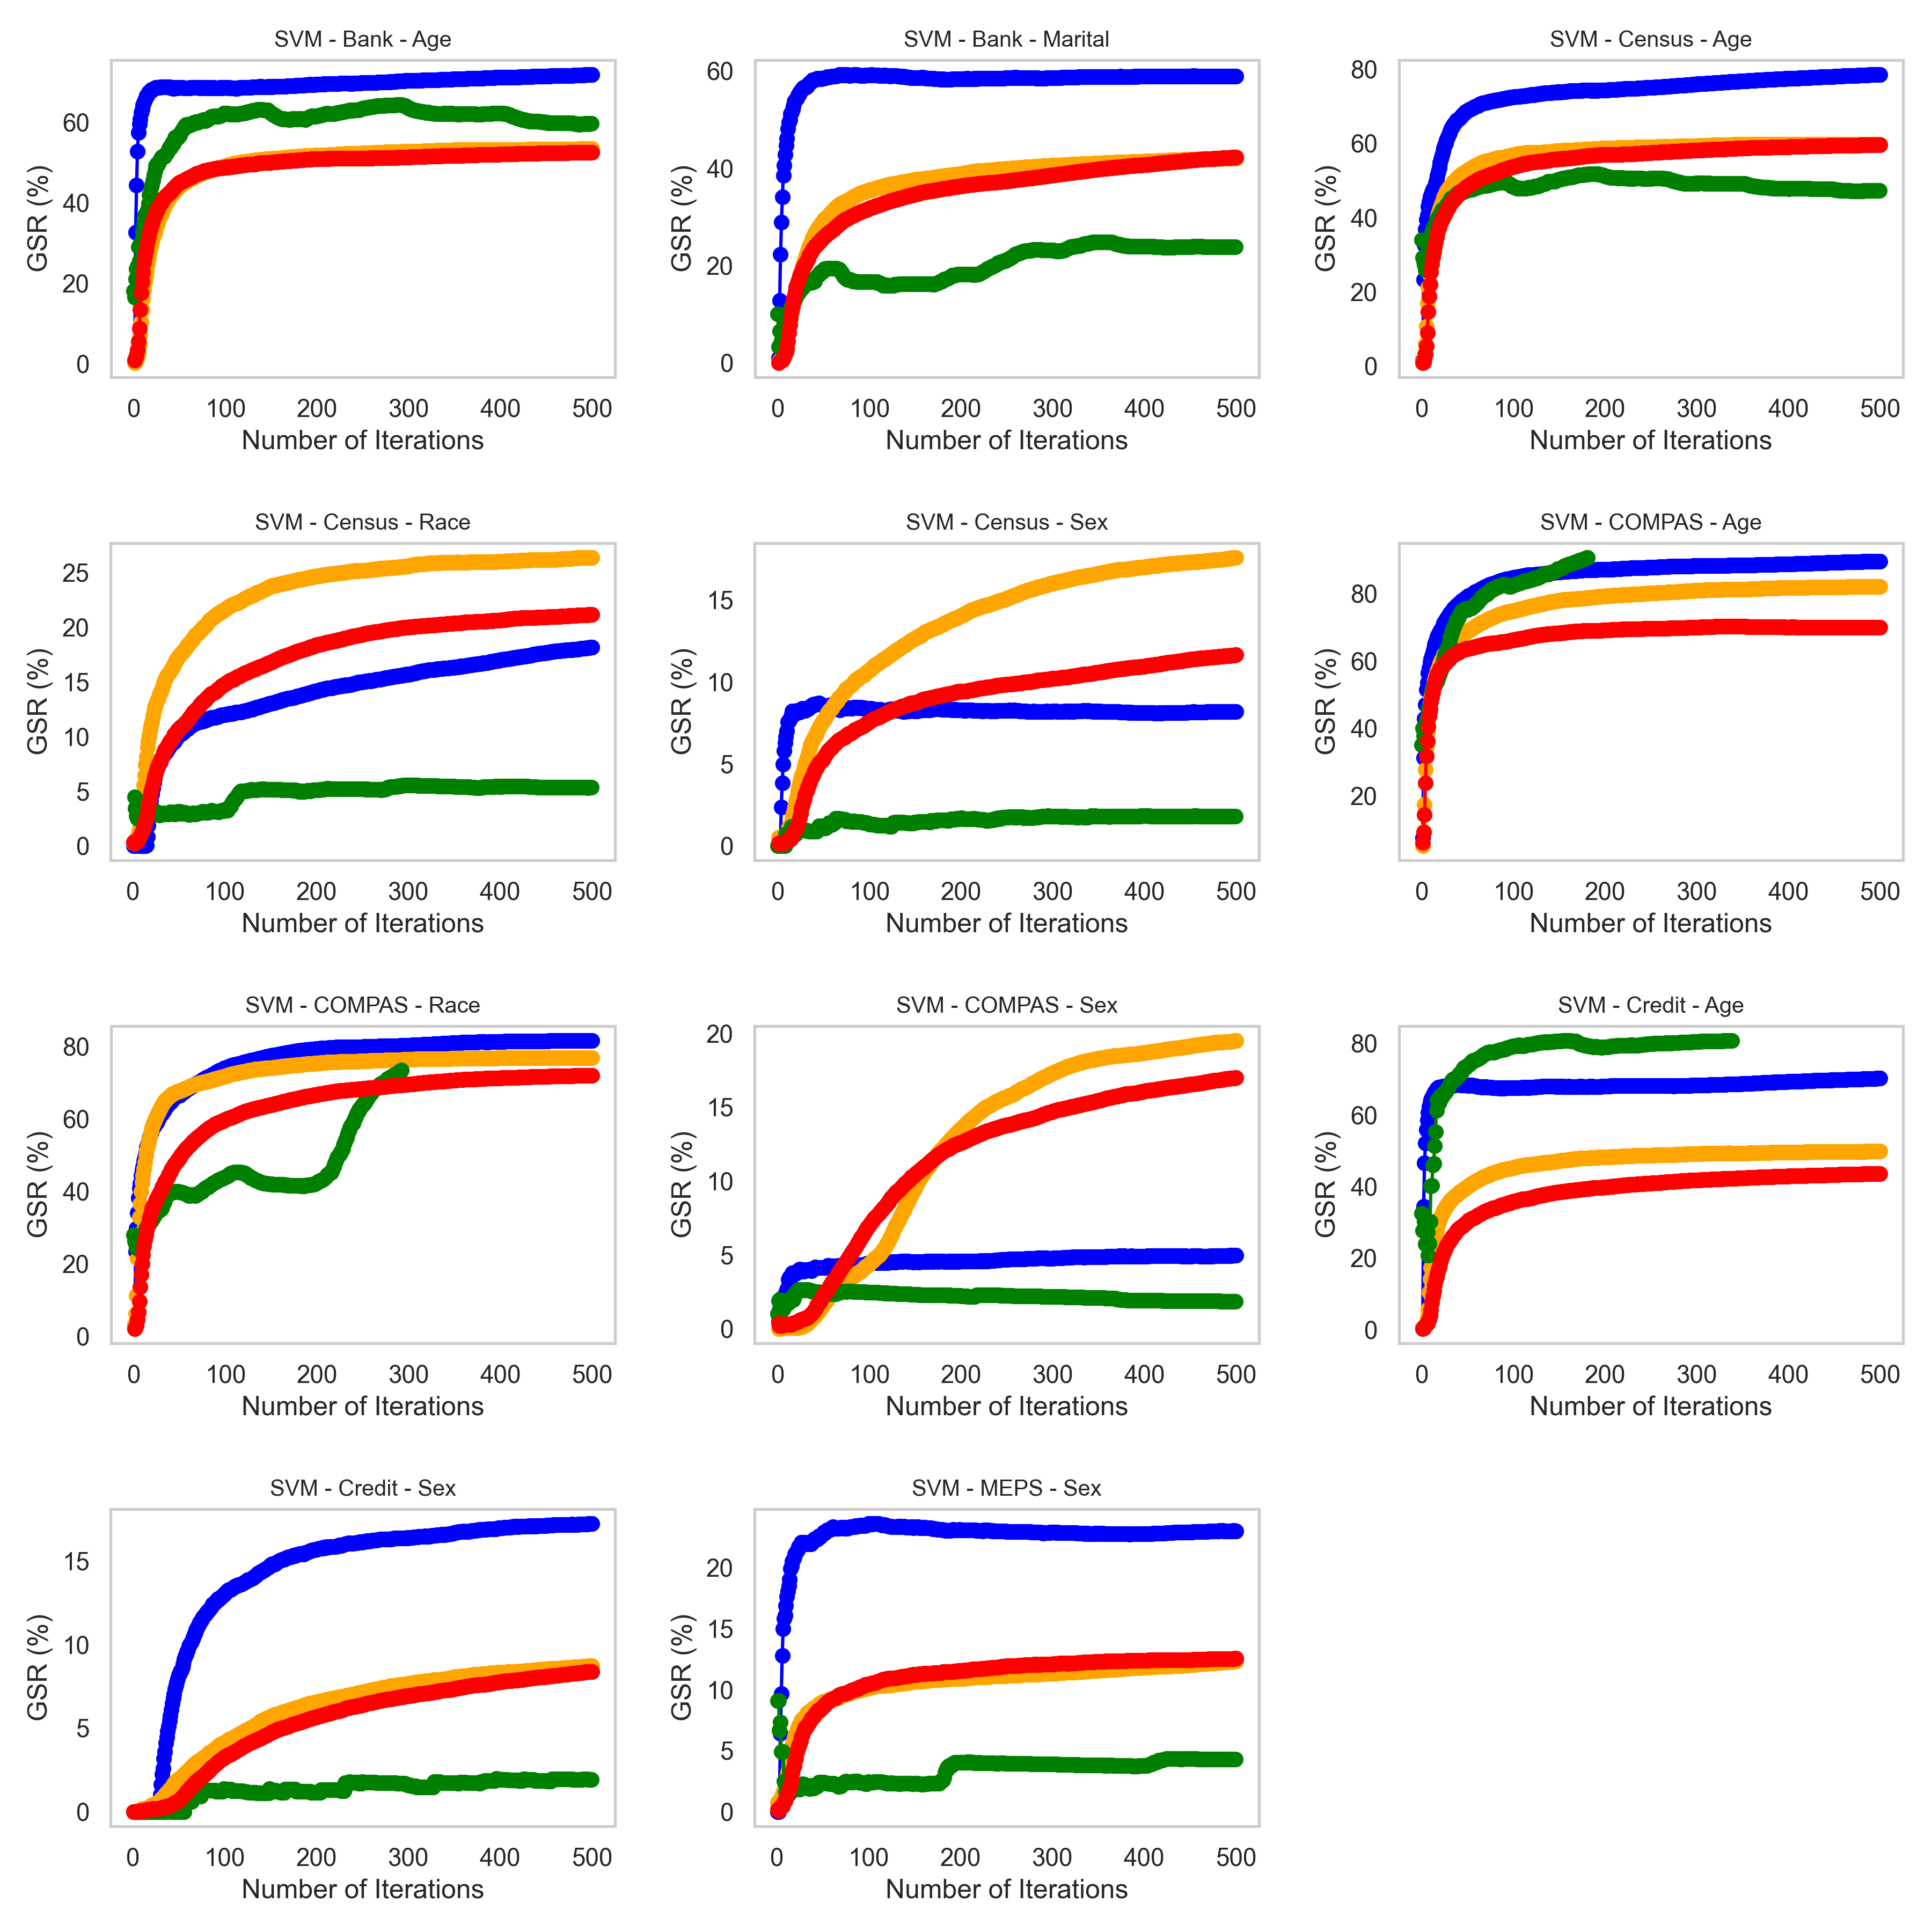 SVM - Bank - Age
SVM - Bank - Marital
SVM - Census - Age
GSR (%)
60
40
20
0
0 100 200 300 400 500
Number of Iterations
GSR (%)
60
40
20
0
0 100 200 300 400 500
Number of Iterations
GSR (%)
80
60
40
20
0
0 100 200 300 400 500
Number of Iterations
SVM - Census - Race
SVM - Census - Sex
SVM - COMPAS - Age
GSR (%)
25
20
15
10
5
0
0 100 200 300 400 500
Number of Iterations
GSR (%)
15
10
5
0
0 100 200 300 400 500
Number of Iterations
GSR (%)
80
60
40
20
0 100 200 300 400 500
Number of Iterations
SVM - COMPAS - Race
SVM - COMPAS - Sex
SVM - Credit - Age
GSR (%)
80
60
40
20
0
0 100 200 300 400 500
Number of Iterations
GSR (%)
20
15
10
5
0
0 100 200 300 400 500
Number of Iterations
GSR (%)
80
60
40
20
0
0 100 200 300 400 500
Number of Iterations
SVM - Credit - Sex
SVM - MEPS - Sex
GSR (%)
15
10
5
0
0 100 200 300 400 500
Number of Iterations
GSR (%)
20
15
10
5
0
0 100 200 300 400 500
Number of Iterations